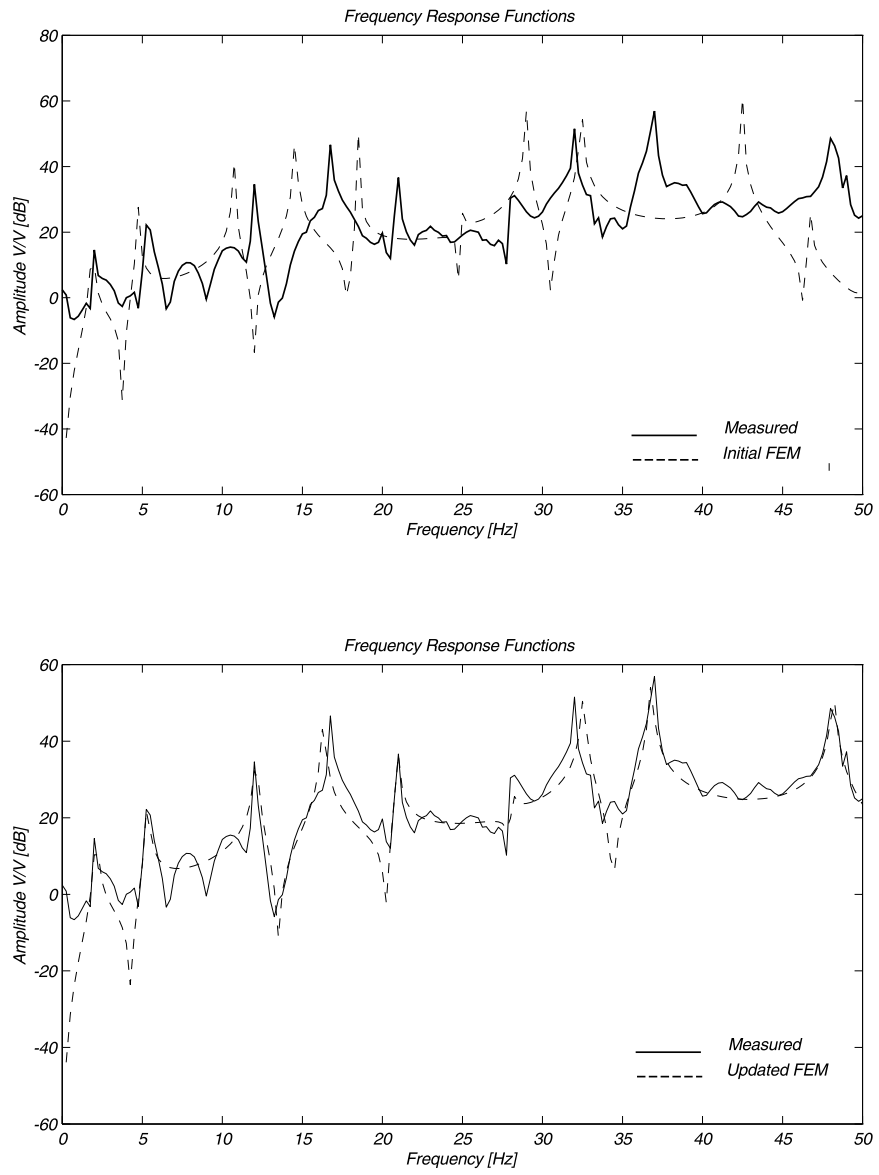 Frequency Response Functions
80
60
40
20
0
-20
-40
-60
Amplitude V/V [dB]
Measured
Initial FEM
0 5 10 15 20 25 30 35 40 45 50
Frequency [Hz]
Frequency Response Functions
60
40
20
0
-20
-40
-60
Amplitude V/V [dB]
Measured
Updated FEM
0 5 10 15 20 25 30 35 40 45 50
Frequency [Hz]